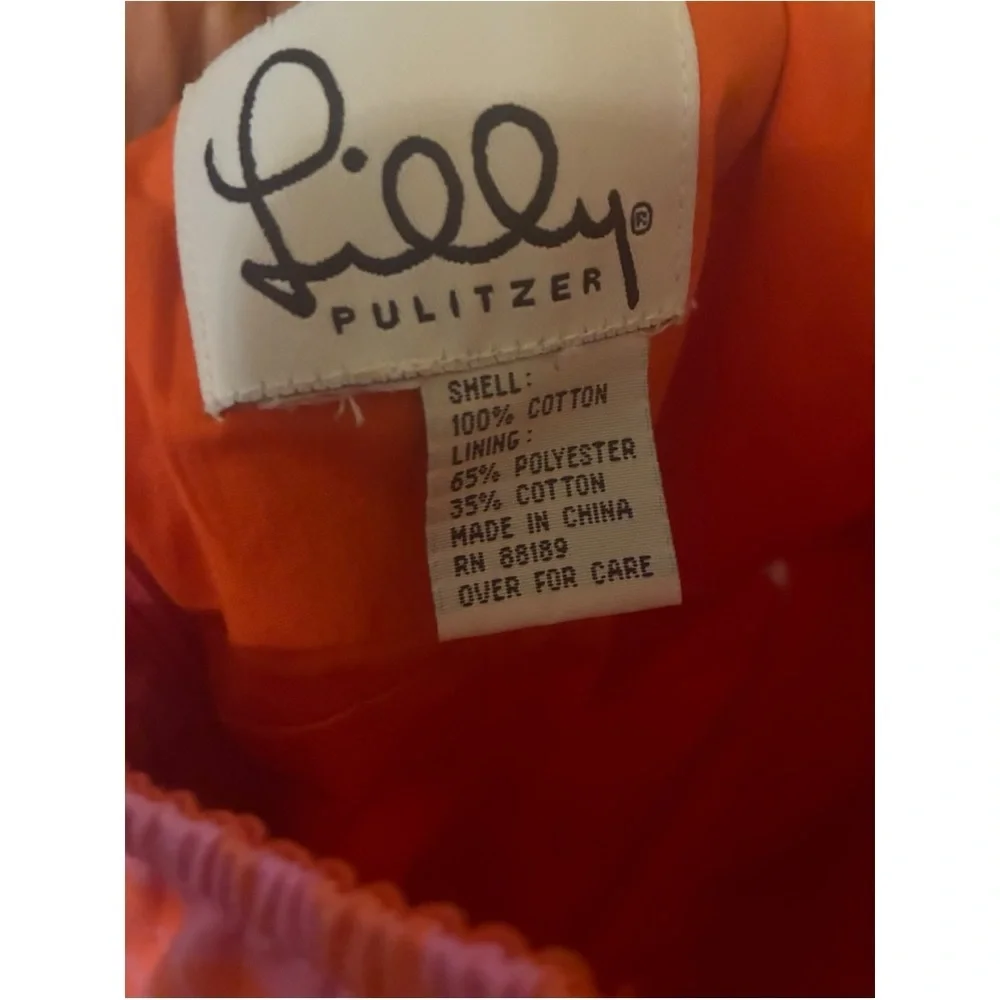 Lilly®
PULITZER
SHELL:
100% COTTON
LINING:
65% POLYESTER
35% COTTON
MADE IN CHINA
RN 88189
OVER FOR CARE